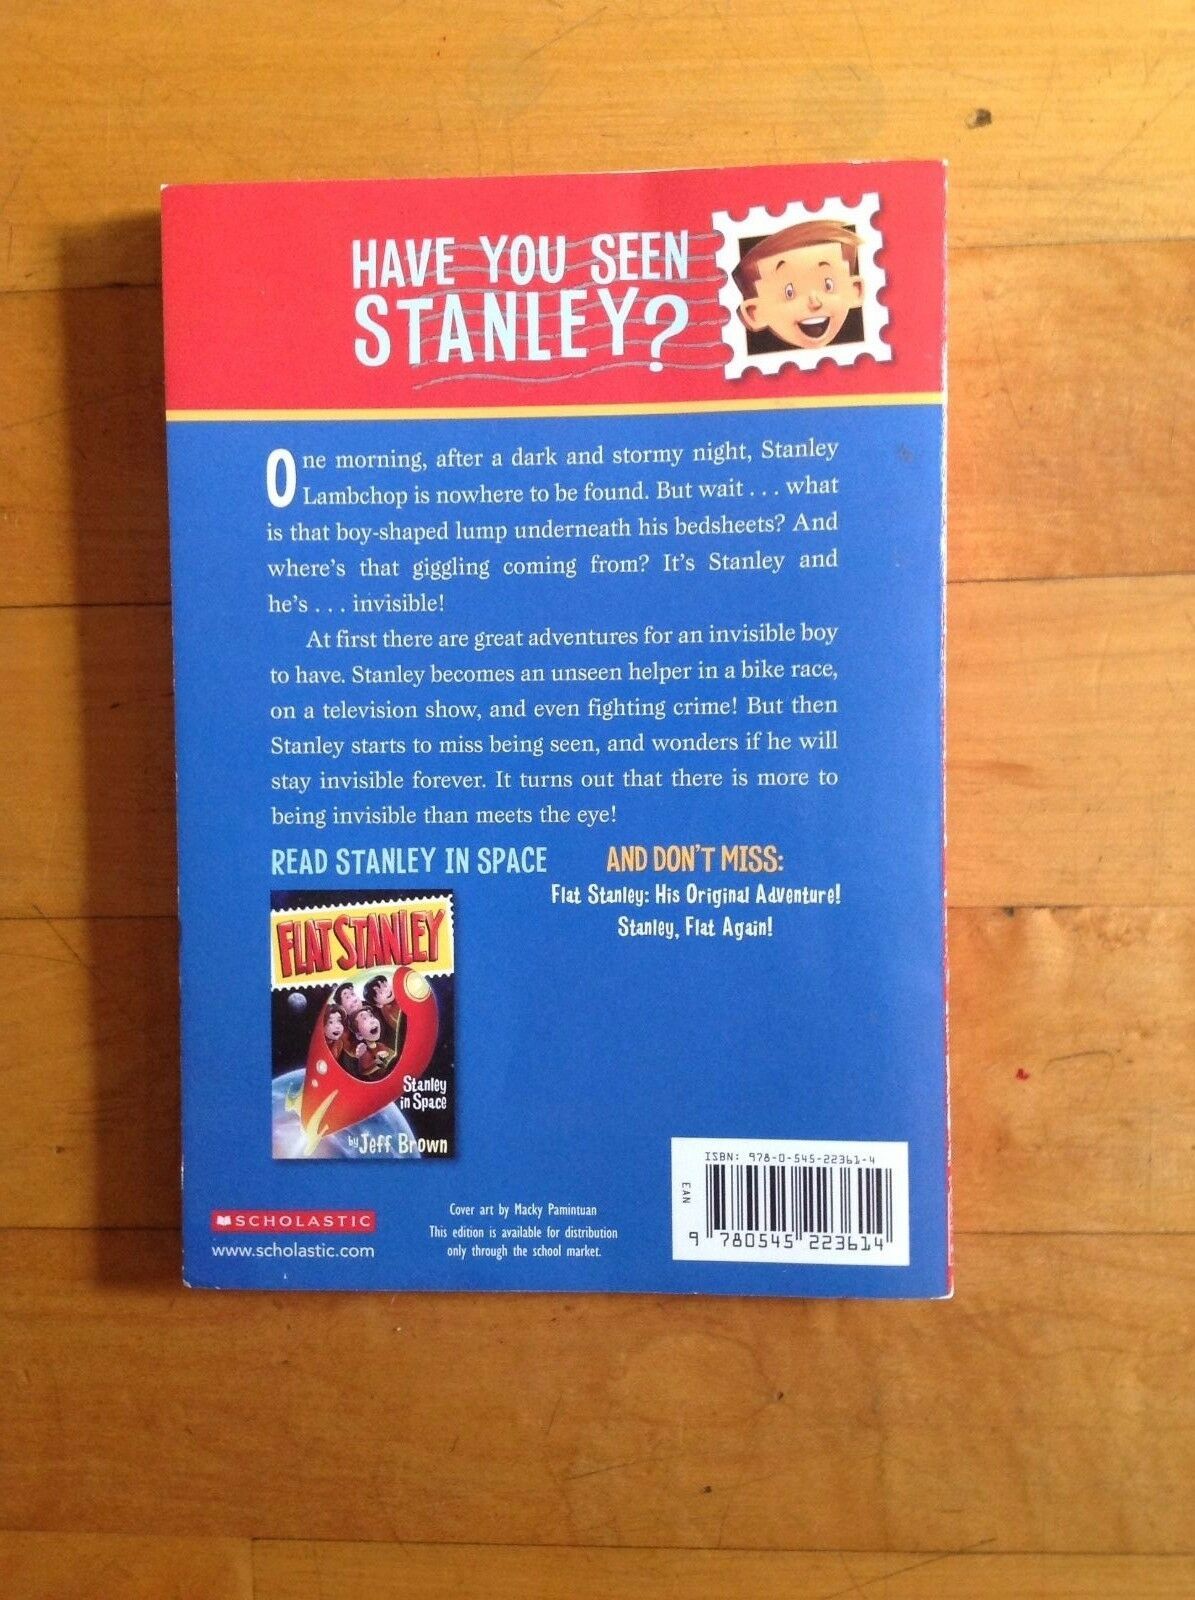 HAVE YOU SEEN
STANLEY?
One morning, after a dark and stormy night, Stanley
Lambchop is nowhere to be found. But wait . . . what
is that boy-shaped lump underneath his bedsheets? And
where's that giggling coming from? It's Stanley and
he's . . . invisible!
At first there are great adventures for an invisible boy
to have. Stanley becomes an unseen helper in a bike race,
on a television show, and even fighting crime! But then
Stanley starts to miss being seen, and wonders if he will
stay invisible forever. It turns out that there is more to
being invisible than meets the eye!
READ STANLEY IN SPACE
FLAT STANLEY
Stanley
in Space
by Jeff Brown
AND DON'T MISS:
Flat Stanley: His Original Adventure!
Stanley, Flat Again!
SCHOLASTIC
www.scholastic.com
Cover art by Macky Pamintuan
This edition is available for distribution
only through the school market.
ISBN: 978-0-545-22361-4
EAN
9 780545 223614